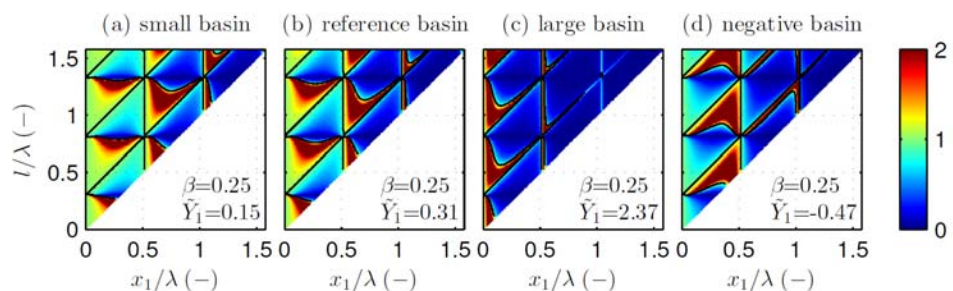 (a) small basin (b) reference basin (c) large basin (d) negative basin
l/λ (−)
1.5
1
0.5
0
β=0.25
Ỹ₁=0.15
β=0.25
Ỹ₁=0.31
β=0.25
Ỹ₁=2.37
β=0.25
Ỹ₁=-0.47
0 0.5 1 1.5 0 0.5 1 1.5 0 0.5 1 1.5 0 0.5 1 1.5
x₁/λ (−) x₁/λ (−) x₁/λ (−) x₁/λ (−)
2
1
0